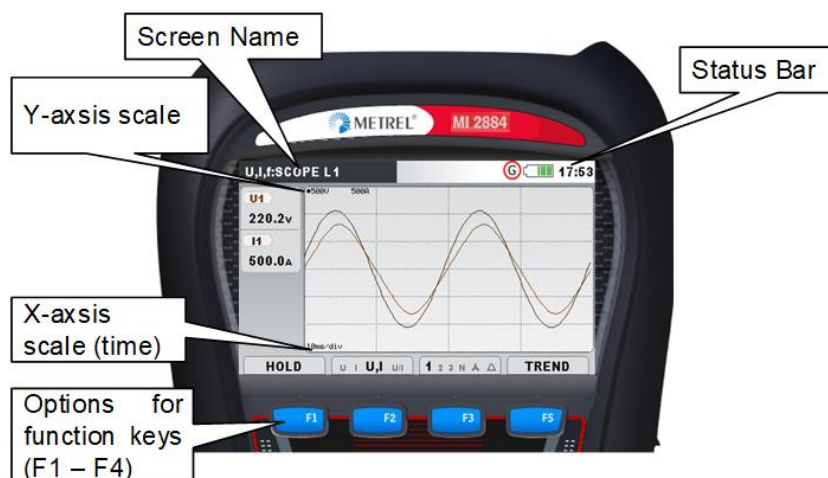 Screen Name
Status Bar
Y-axsis scale
METREL®
MI 2884
U,I,f:SCOPE L1
G
17:53
500V 500A
U1
220.2V
I1
500.0A
X-axsis
scale (time)
10ms/div
HOLD
U I U,I U/I
1 2 3 N
TREND
Options for
function keys
(F1 – F4)
F1
F2
F3
F5